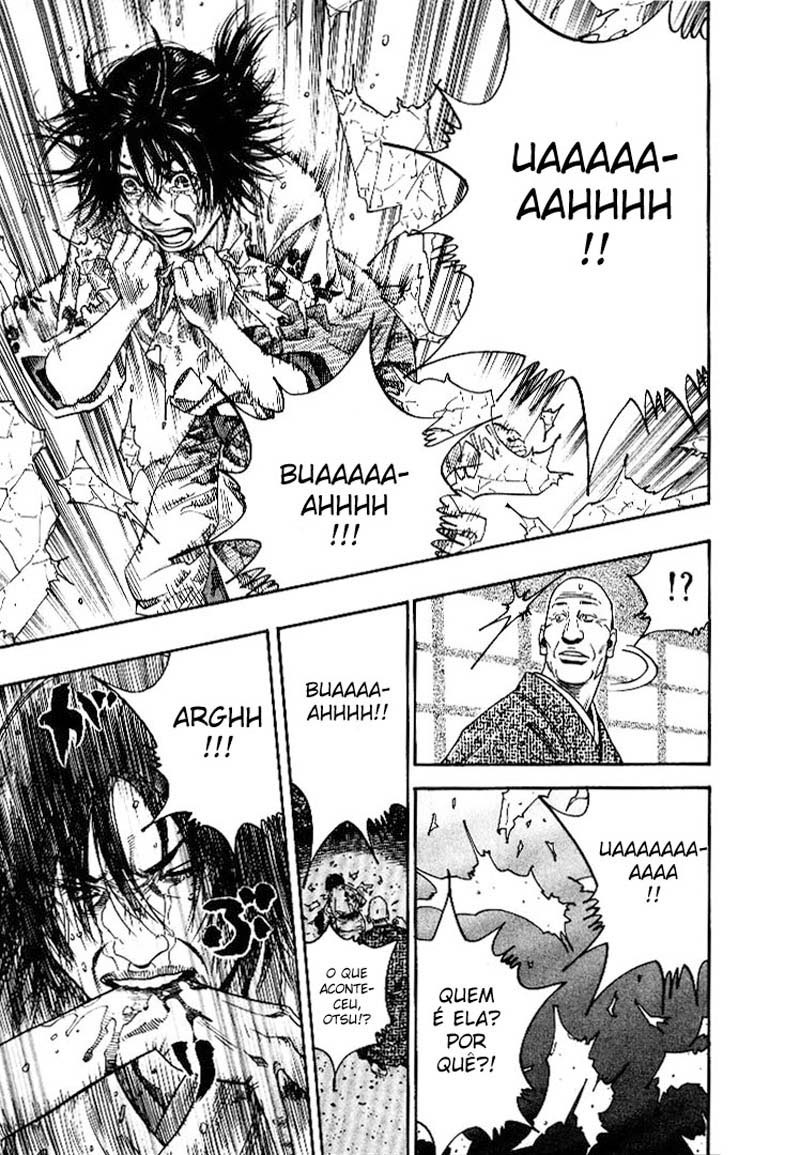 UAAAAA-
AAHHHH
!!
BUAAAAA-
AHHHH
!!!
!?
UAAAAAAA-
AAAA
!!
QUEM
É ELA?
POR
QUÊ?!
BUAAAA-
AHHHH!!
O QUE
ACONTE-
CEU,
OTSU!?
ARGHH
!!!